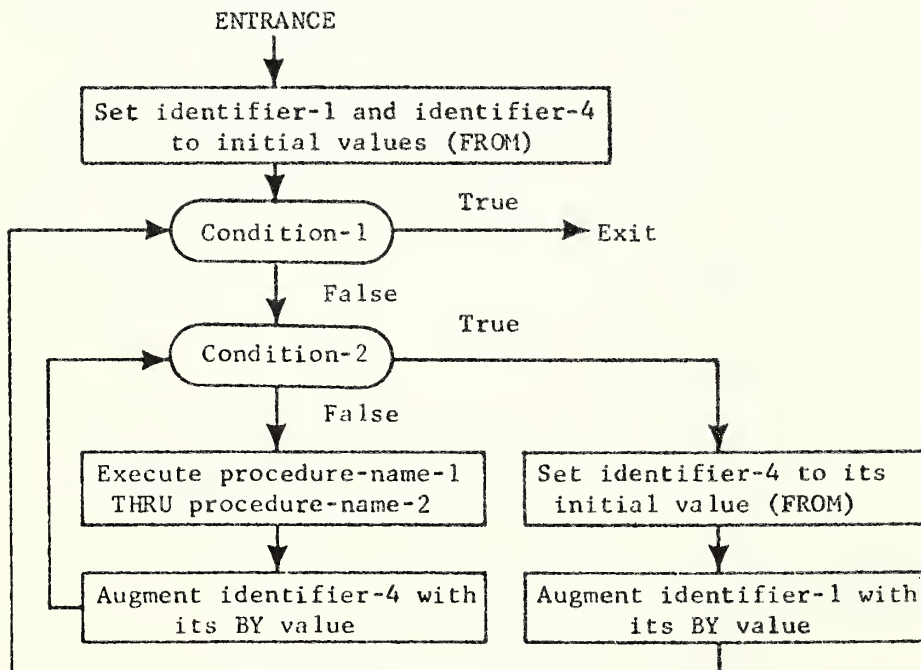 ENTRANCE
Set identifier-1 and identifier-4
to initial values (FROM)
True
Condition-1
Exit
False
True
Condition-2
False
Execute procedure-name-1
THRU procedure-name-2
Set identifier-4 to its
initial value (FROM)
Augment identifier-4 with
its BY value
Augment identifier-1 with
its BY value